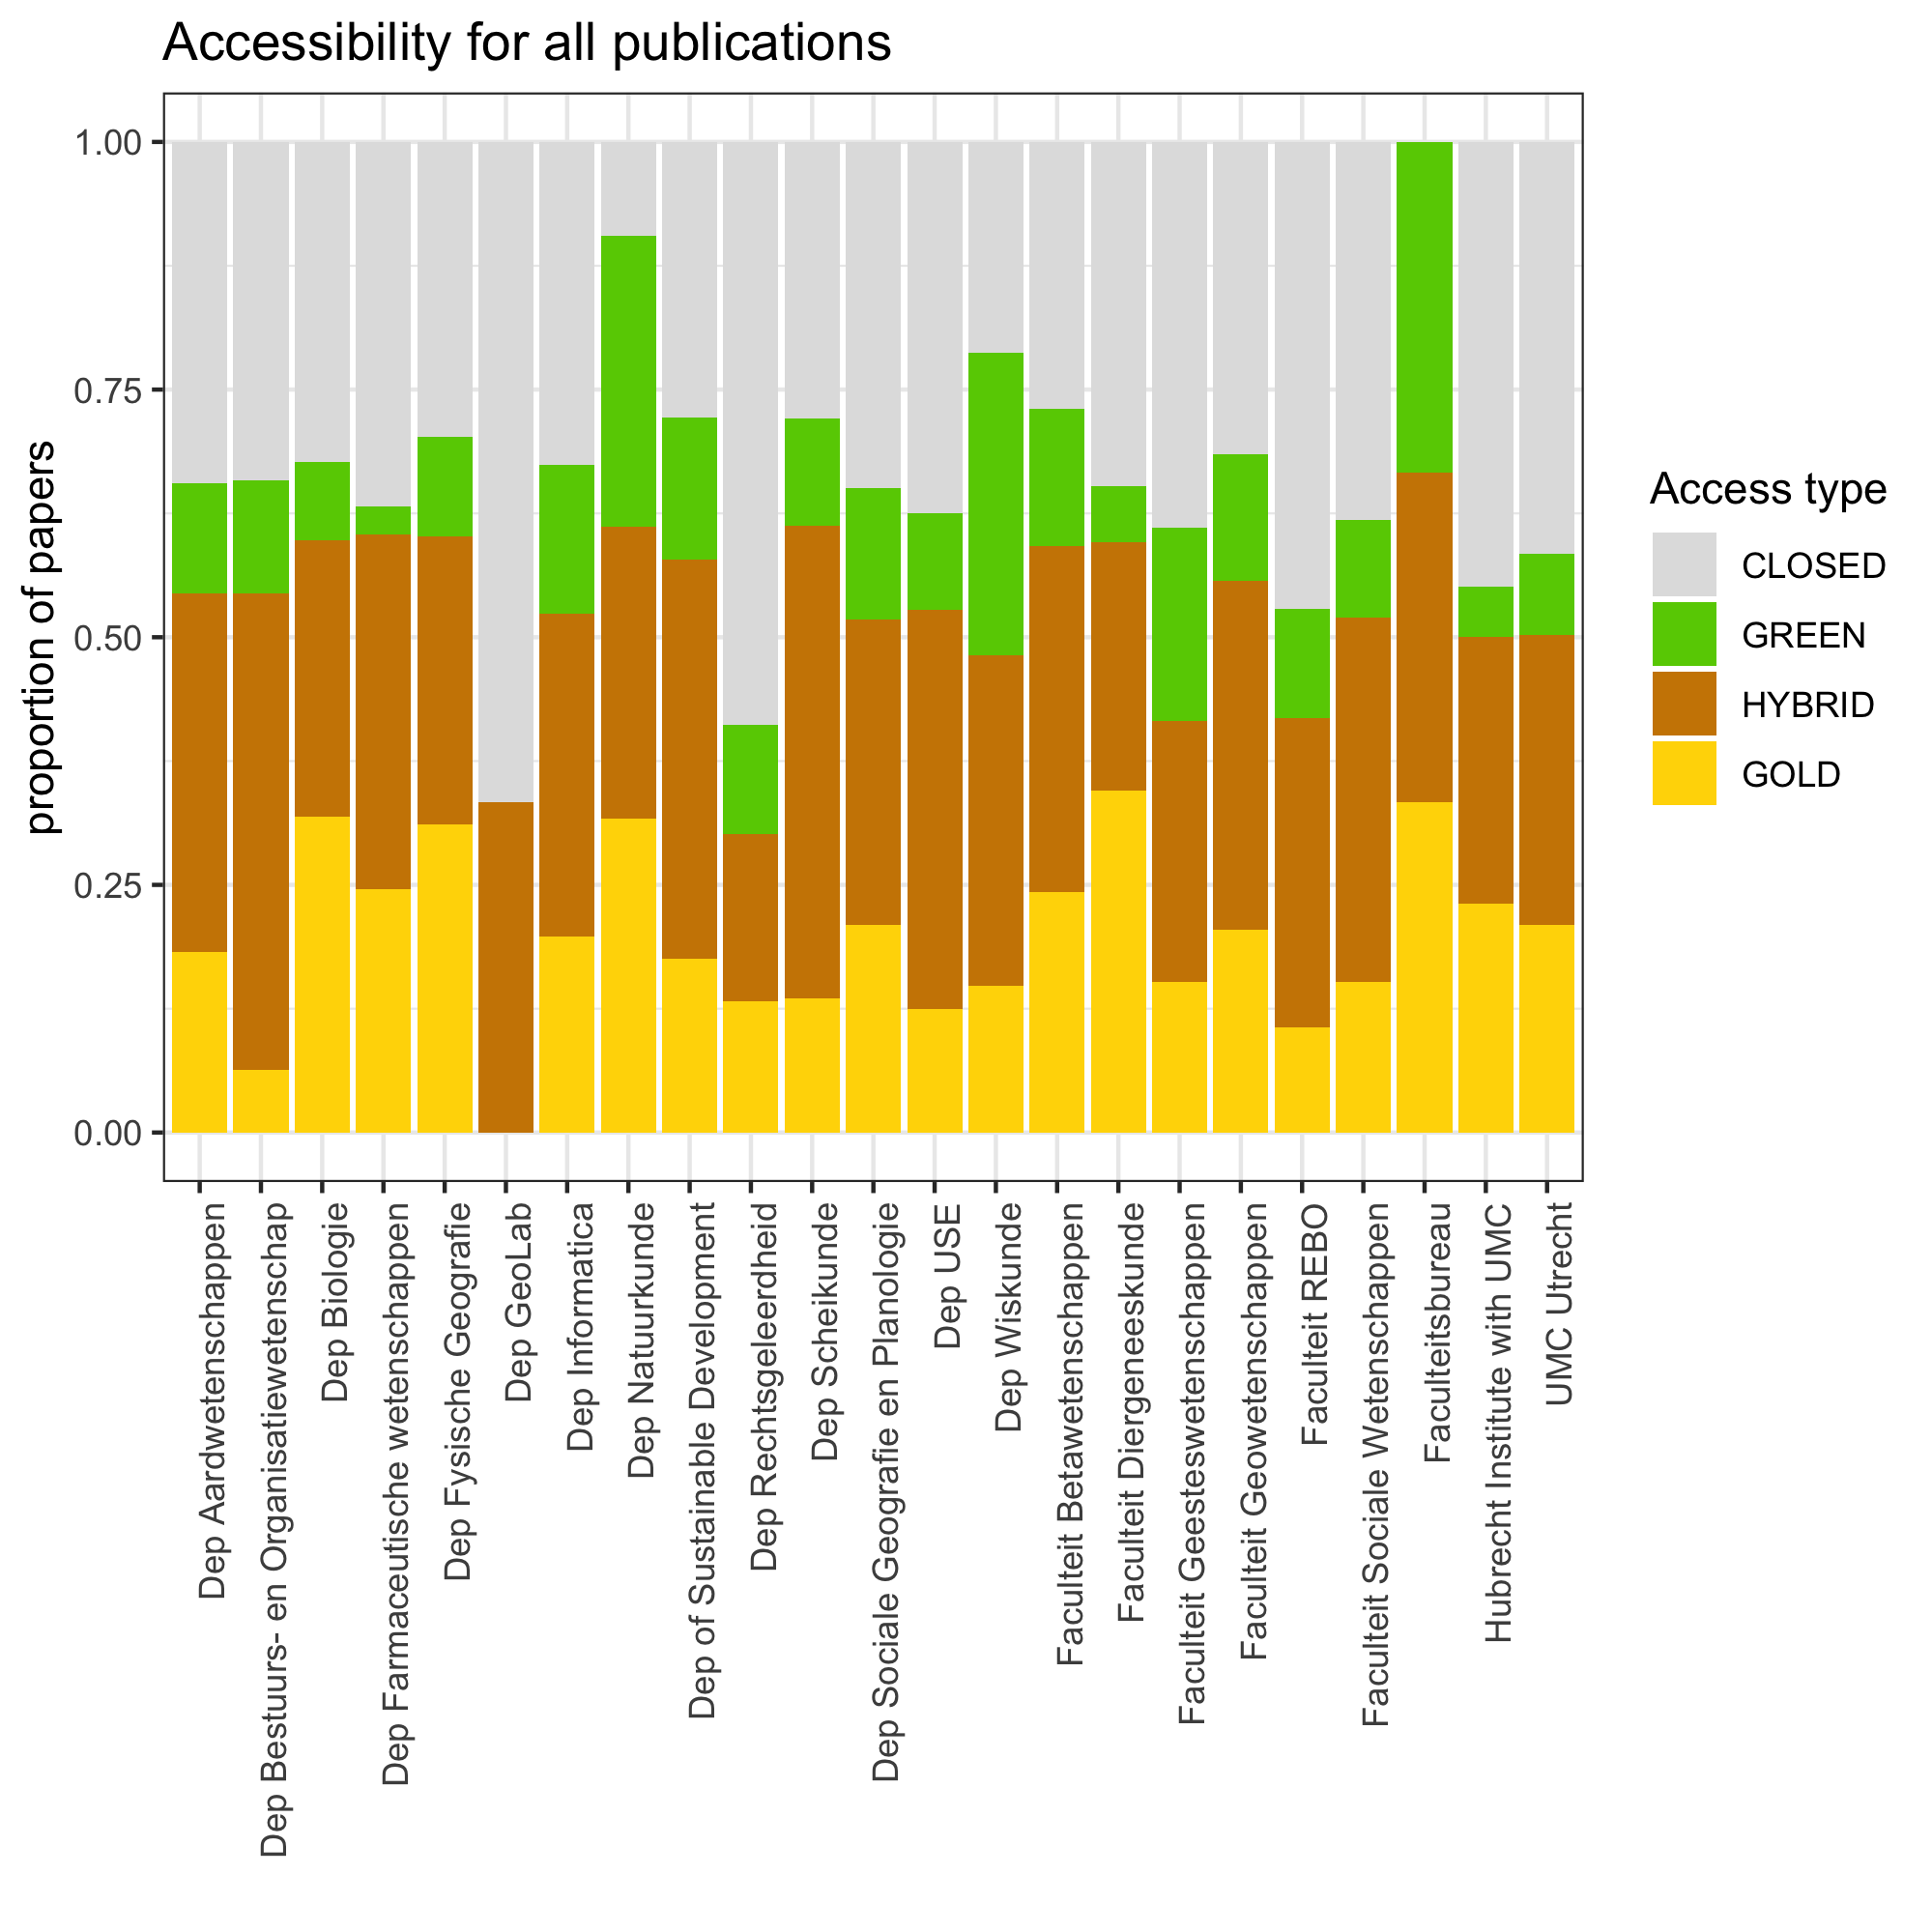 Accessibility for all publications
proportion of papers
1.00
0.75
0.50
0.25
0.00
Dep Aardwetenschappen
Dep Bestuurs- en Organisatiewetenschap
Dep Biologie
Dep Farmaceutische wetenschappen
Dep Fysische Geografie
Dep GeoLab
Dep Informatica
Dep Natuurkunde
Dep of Sustainable Development
Dep Rechtsgeleerdheid
Dep Scheikunde
Dep Sociale Geografie en Planologie
Dep USE
Dep Wiskunde
Faculteit Betawetenschappen
Faculteit Diergeneeskunde
Faculteit Geesteswetenschappen
Faculteit Geowetenschappen
Faculteit REBO
Faculteit Sociale Wetenschappen
Faculteitsbureau
Hubrecht Institute with UMC
UMC Utrecht
Access type
CLOSED
GREEN
HYBRID
GOLD